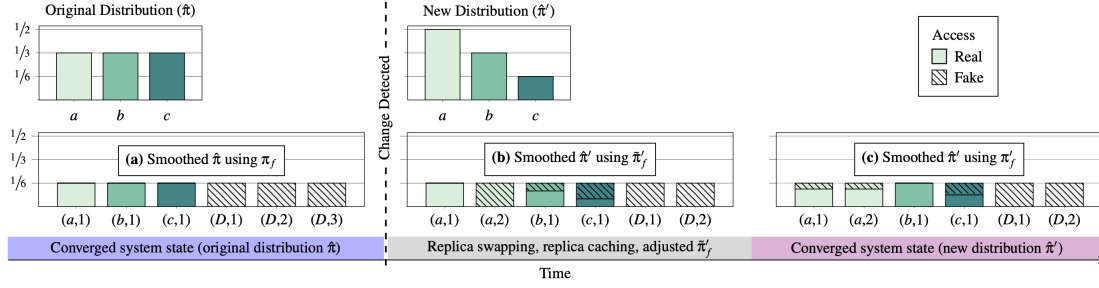 Original Distribution (π̂)
1/2
1/3
1/6
a b c
New Distribution (π̂′)
1/2
1/3
1/6
a b c
Access
Real
Fake
Change Detected
1/2
1/3
1/6
(a) Smoothed π̂ using π_f
(a,1) (b,1) (c,1) (D,1) (D,2) (D,3)
(b) Smoothed π̂′ using π̃′_f
(a,1) (a,2) (b,1) (c,1) (D,1) (D,2)
(c) Smoothed π̂′ using π′_f
(a,1) (a,2) (b,1) (c,1) (D,1) (D,2)
Converged system state (original distribution π̂)
Replica swapping, replica caching, adjusted π̃′_f
Converged system state (new distribution π̂′)
Time